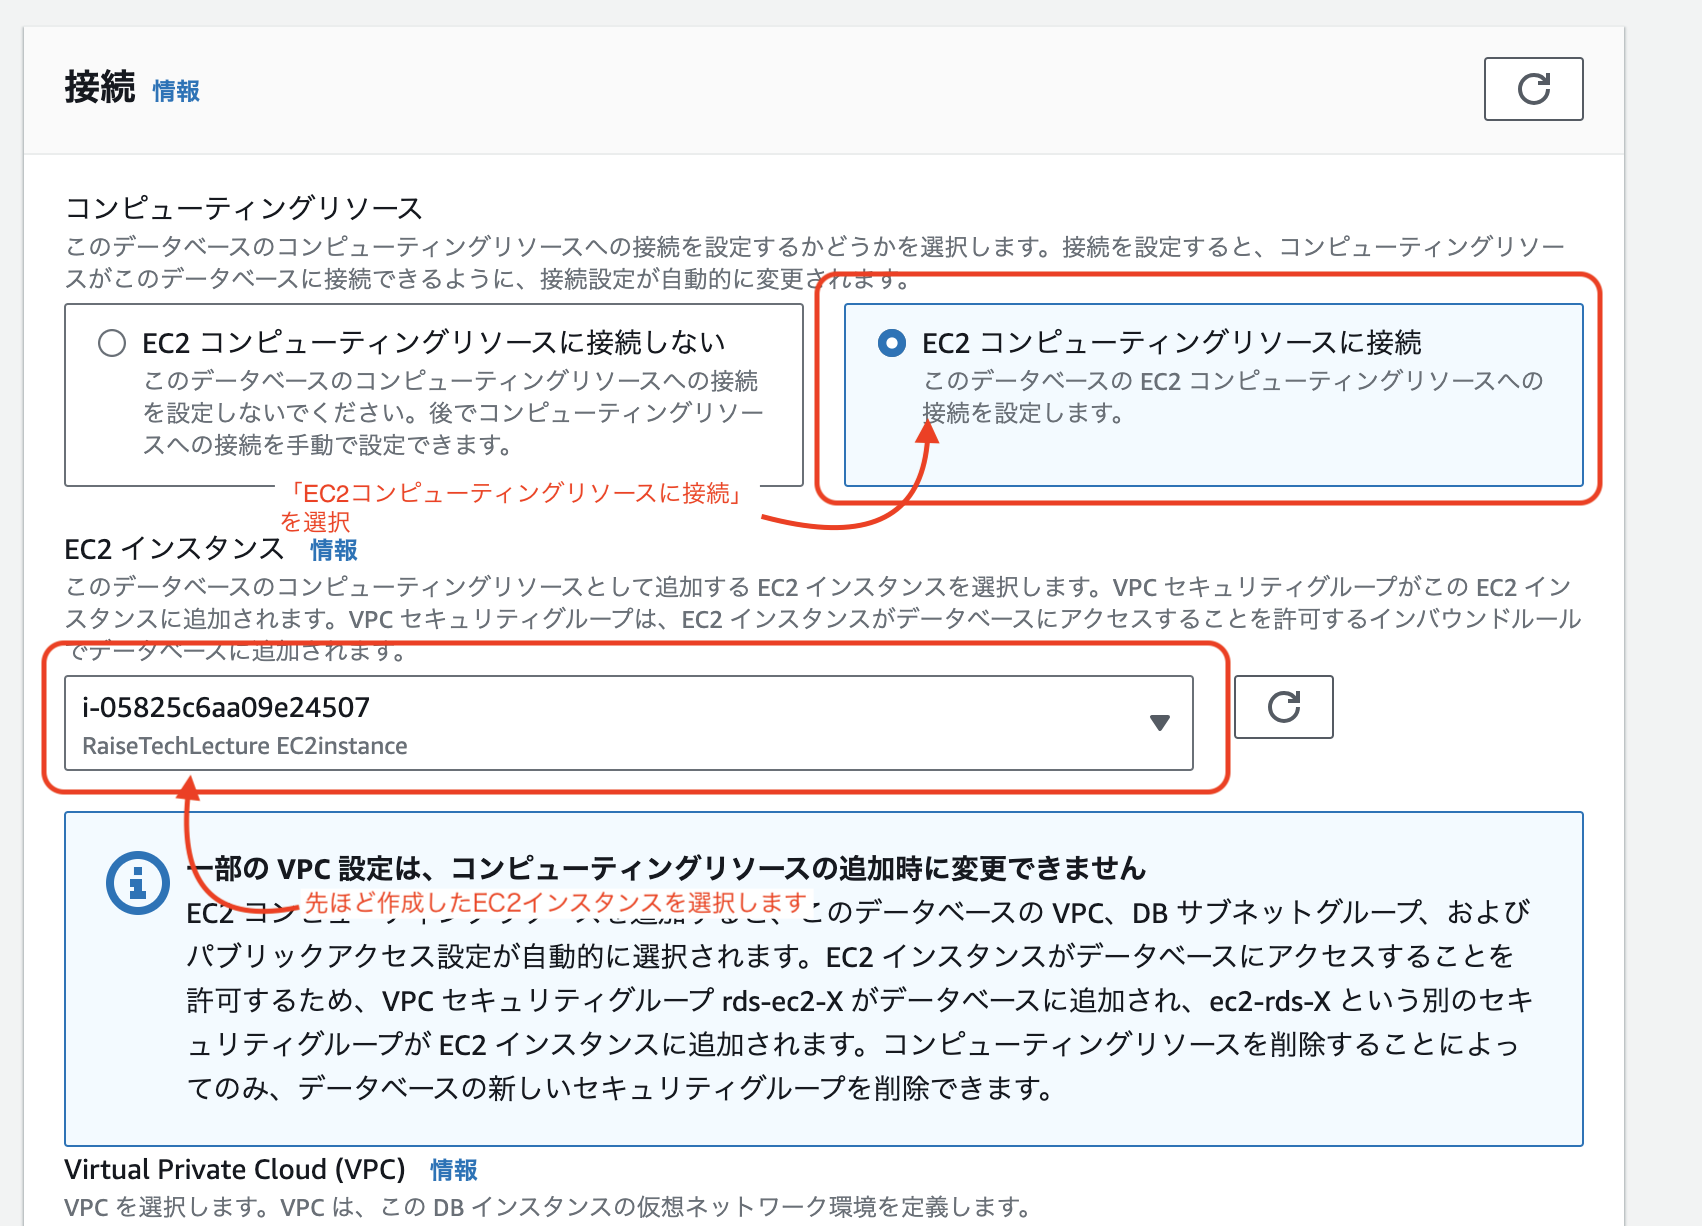 接続 情報
コンピューティングリソース
このデータベースのコンピューティングリソースへの接続を設定するかどうかを選択します。接続を設定すると、コンピューティングリソー
スがこのデータベースに接続できるように、接続設定が自動的に変更されます。
EC2 コンピューティングリソースに接続しない
このデータベースのコンピューティングリソースへの接続
を設定しないでください。後でコンピューティングリソー
スへの接続を手動で設定できます。
EC2 コンピューティングリソースに接続
このデータベースの EC2 コンピューティングリソースへの
接続を設定します。
「EC2コンピューティングリソースに接続」
を選択
EC2 インスタンス 情報
このデータベースのコンピューティングリソースとして追加する EC2 インスタンスを選択します。VPC セキュリティグループがこの EC2 イン
スタンスに追加されます。VPC セキュリティグループは、EC2 インスタンスがデータベースにアクセスすることを許可するインバウンドルール
でデータベースに追加されます。
i-05825c6aa09e24507
RaiseTechLecture EC2instance
一部の VPC 設定は、コンピューティングリソースの追加時に変更できません
先ほど作成したEC2インスタンスを選択します
EC2 コンピューティングリソースを追加すると、このデータベースの VPC、DB サブネットグループ、および
パブリックアクセス設定が自動的に選択されます。EC2 インスタンスがデータベースにアクセスすることを
許可するため、VPC セキュリティグループ rds-ec2-X がデータベースに追加され、ec2-rds-X という別のセキ
ュリティグループが EC2 インスタンスに追加されます。コンピューティングリソースを削除することによっ
てのみ、データベースの新しいセキュリティグループを削除できます。
Virtual Private Cloud (VPC) 情報
VPC を選択します。VPC は、この DB インスタンスの仮想ネットワーク環境を定義します。